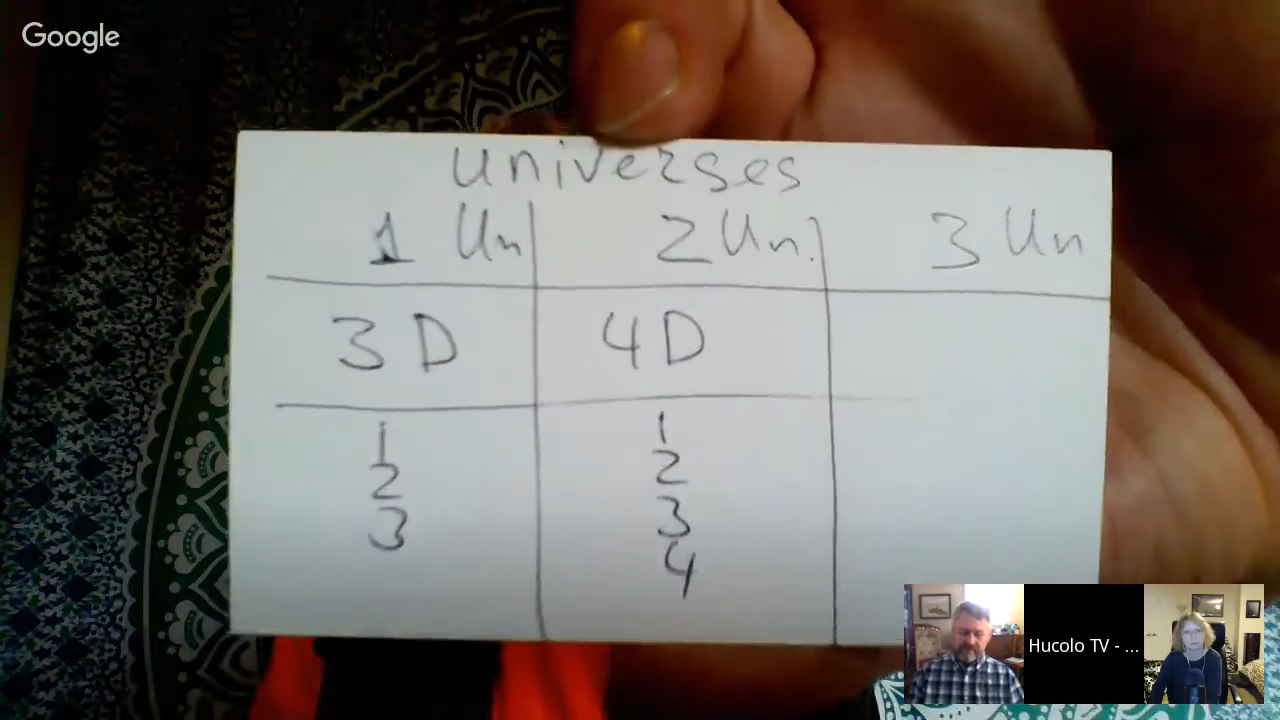 Google
universes
1 Un 2 Un. 3 Un
3 D 4 D
1 1
2 2
3 3
4
Hucolo TV - ...